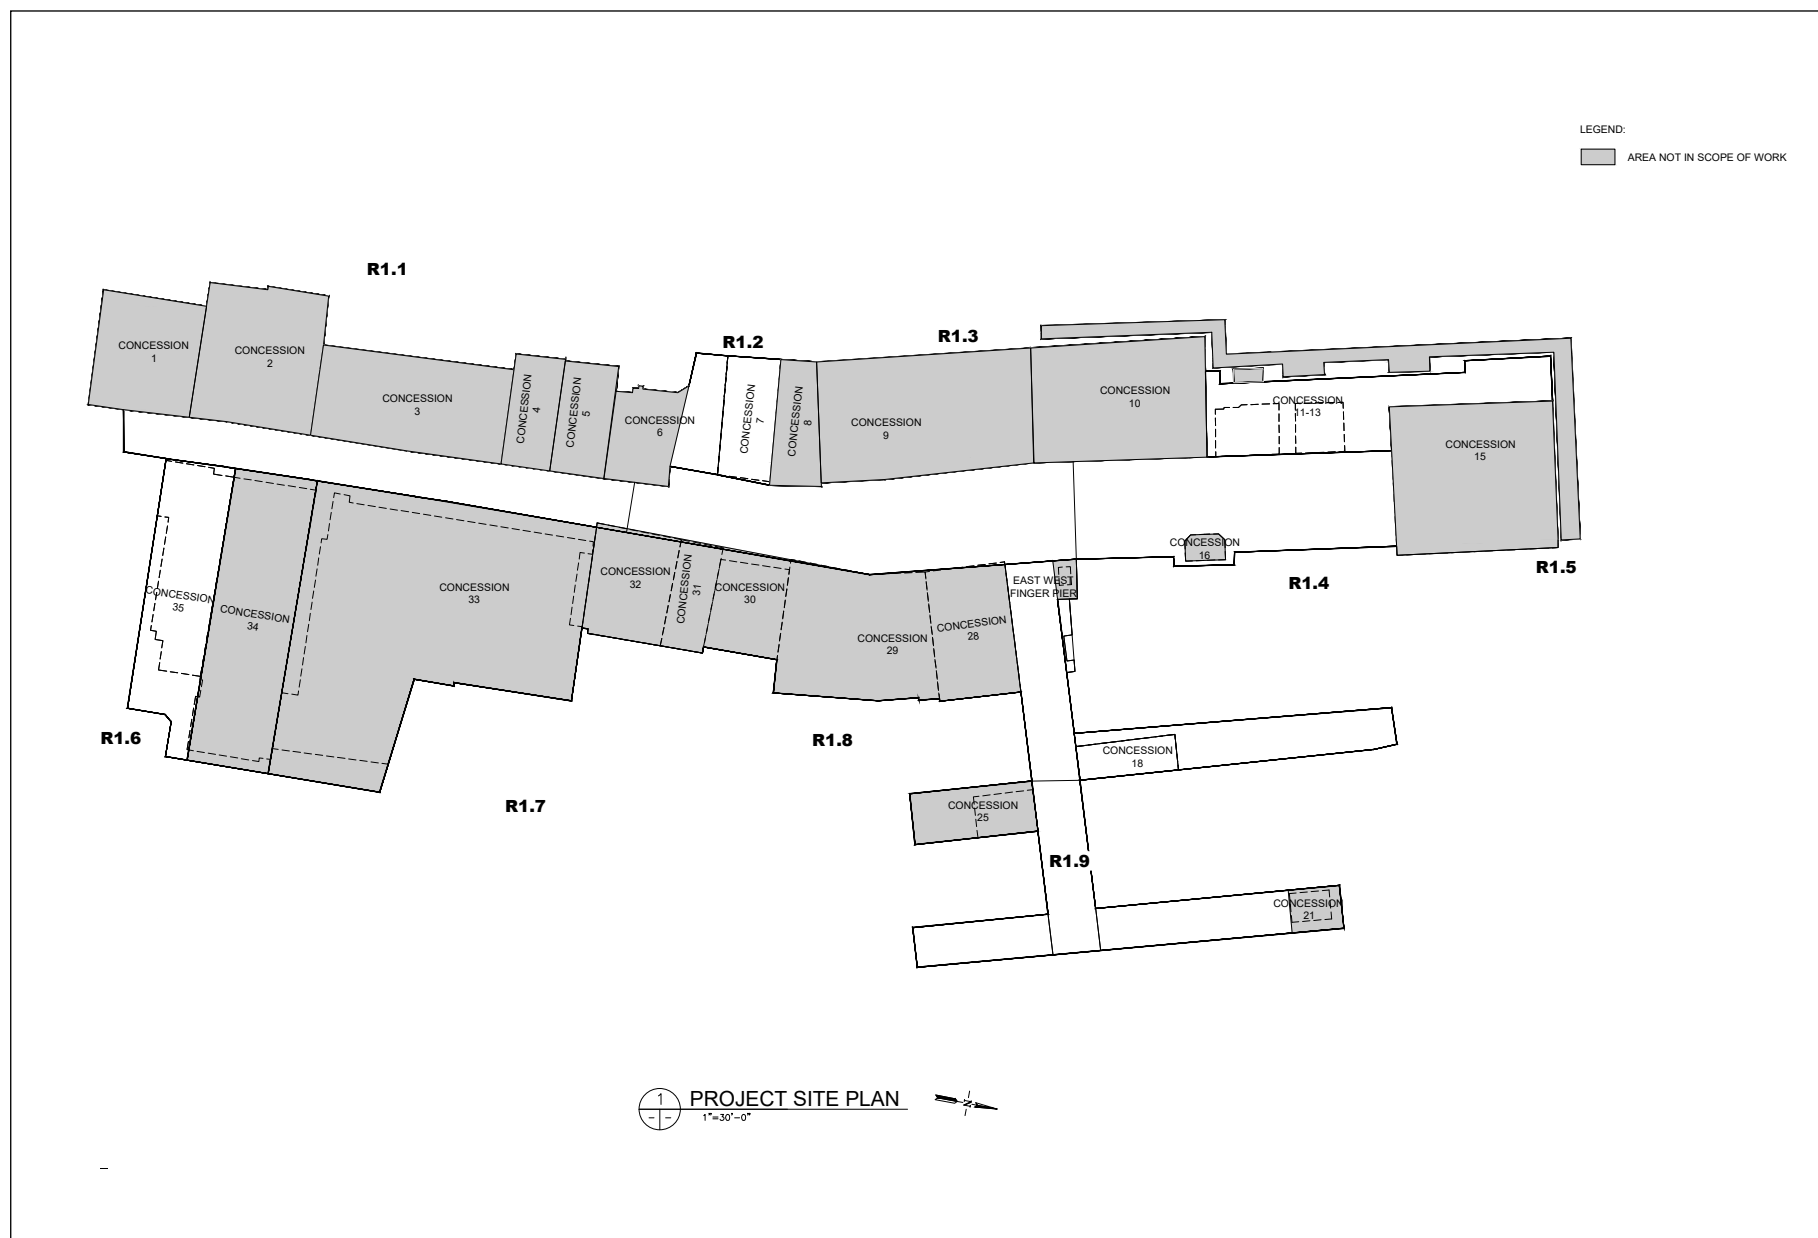 LEGEND:
AREA NOT IN SCOPE OF WORK
R1.1
R1.2
R1.3
CONCESSION
1
CONCESSION
2
CONCESSION
3
CONCESSION
4
CONCESSION
5
CONCESSION
6
CONCESSION
7
CONCESSION
8
CONCESSION
9
CONCESSION
10
CONCESSION
11-13
CONCESSION
15
CONCESSION
16
R1.4
R1.5
CONCESSION
35
CONCESSION
34
CONCESSION
33
CONCESSION
32
CONCESSION
31
CONCESSION
30
CONCESSION
29
CONCESSION
28
EAST WEST
FINGER PIER
R1.6
R1.7
R1.8
CONCESSION
18
CONCESSION
25
R1.9
CONCESSION
21
1
PROJECT SITE PLAN
1"=30'-0"
N